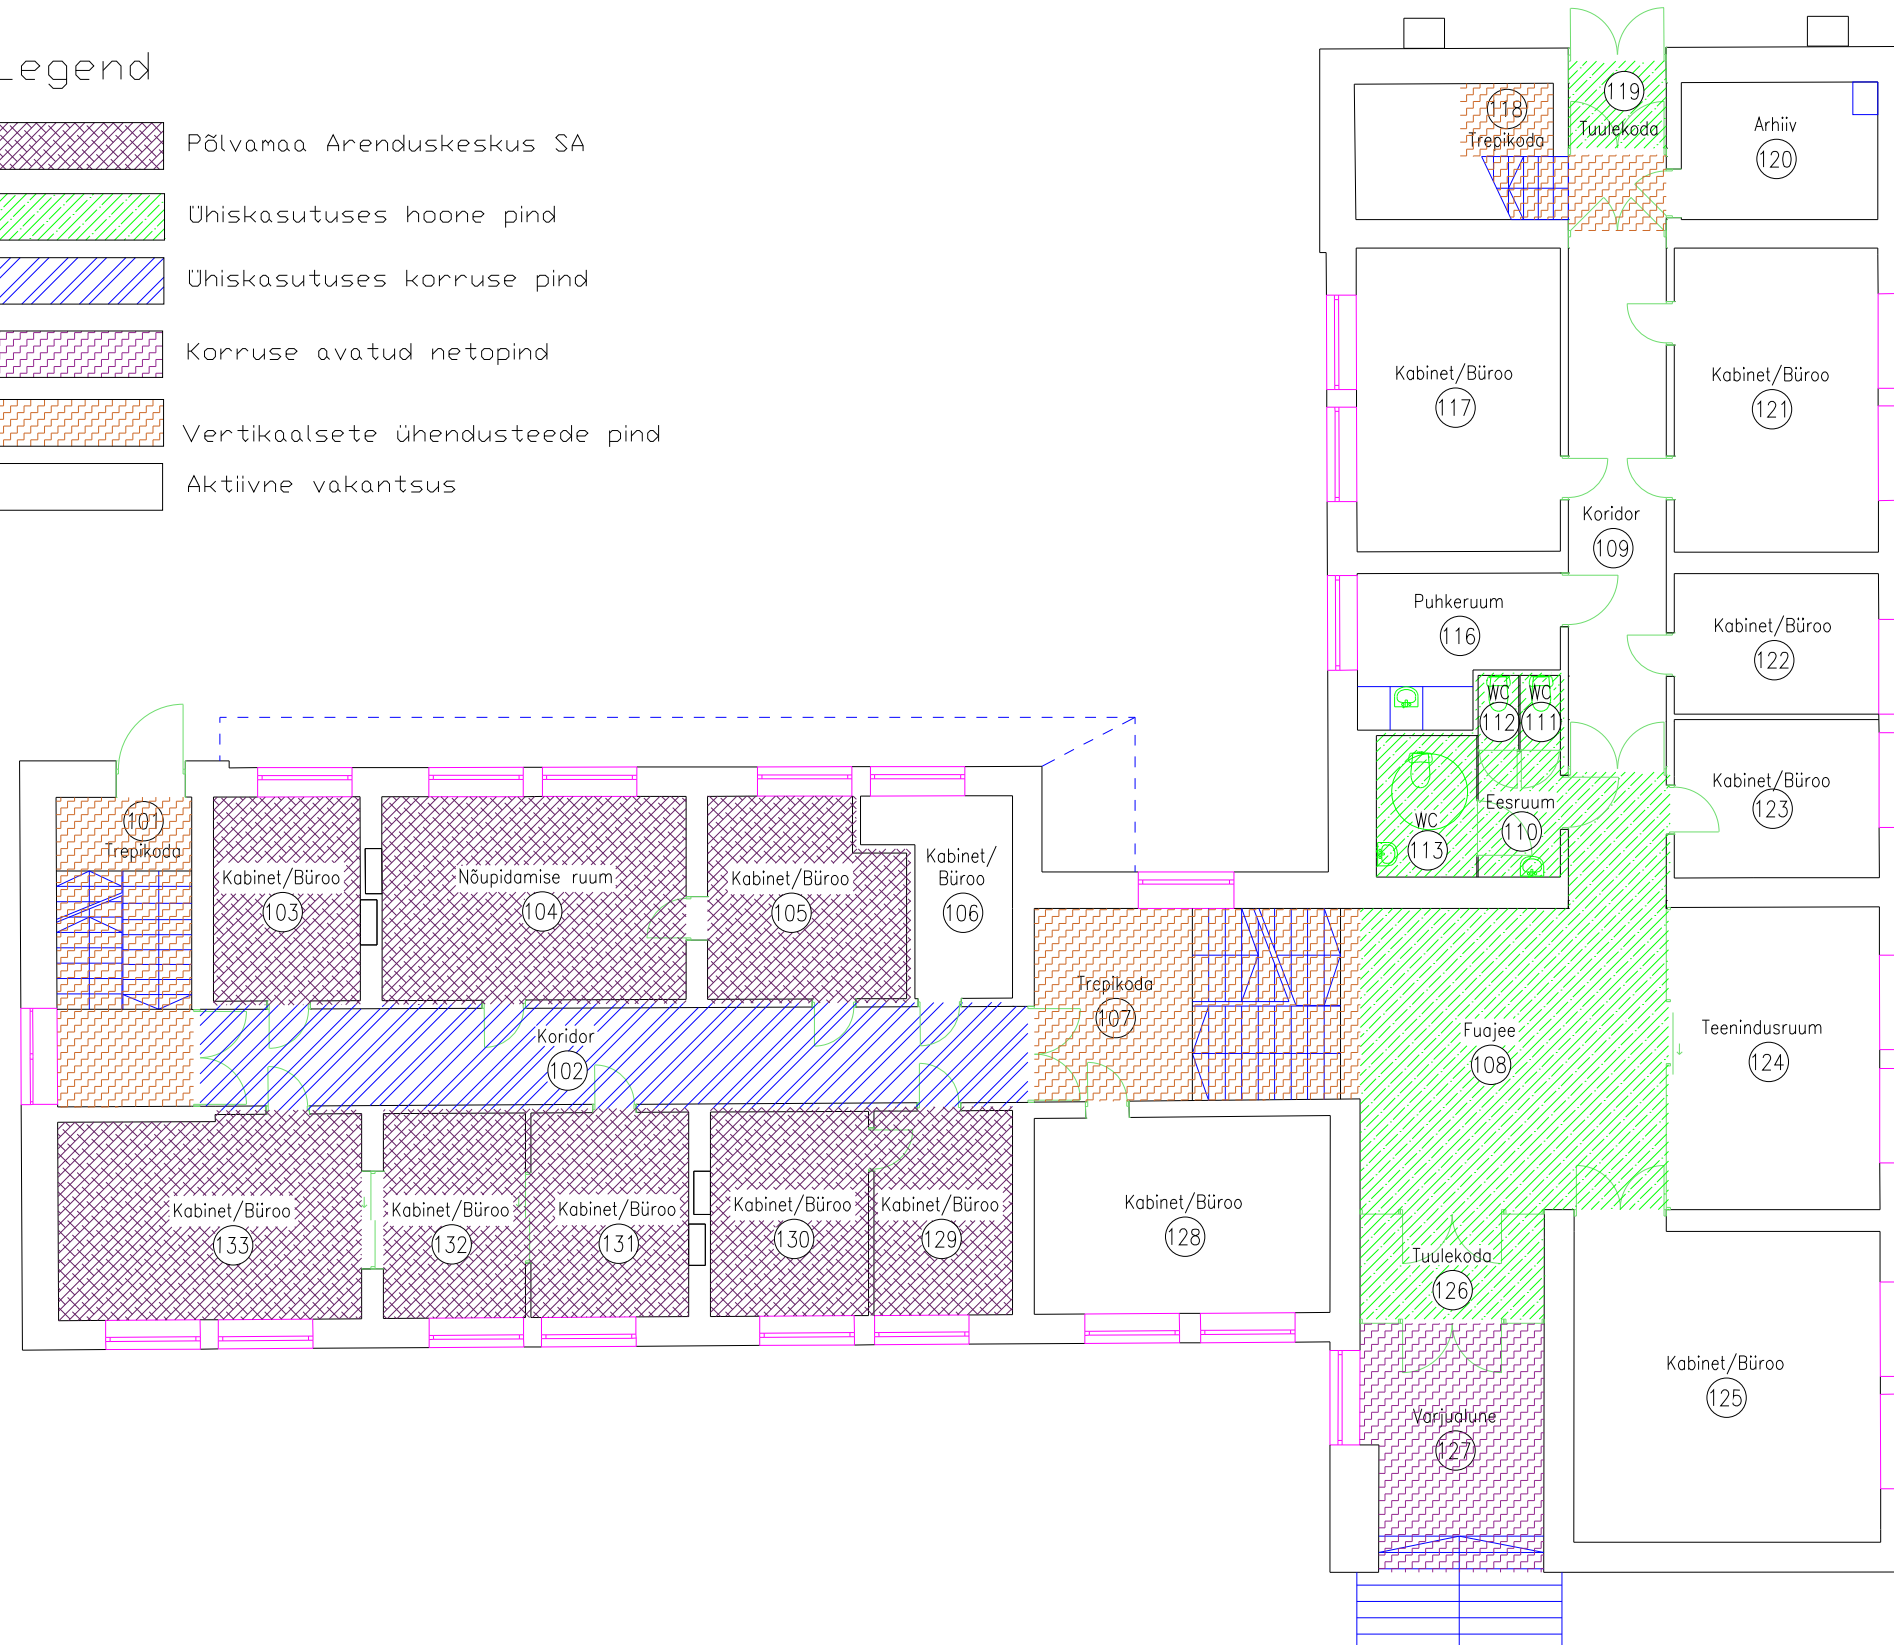 Legend
Põlvamaa Arenduskeskus SA
Ühiskasutuses hoone pind
Ühiskasutuses korruse pind
Korruse avatud netopind
Vertikaalsete ühendusteede pind
Aktiivne vakantsus
118
Trepikoda
119
Tuulekoda
Arhiiv
120
Kabinet/Büroo
117
Kabinet/Büroo
121
Koridor
109
Puhkeruum
116
Kabinet/Büroo
122
WC
112
WC
111
Kabinet/Büroo
123
Eesruum
110
WC
113
101
Trepikoda
Kabinet/Büroo
103
Nõupidamise ruum
104
Kabinet/Büroo
105
Kabinet/
Büroo
106
Trepikoda
107
Koridor
102
Fuajee
108
Teenindusruum
124
Kabinet/Büroo
133
Kabinet/Büroo
132
Kabinet/Büroo
131
Kabinet/Büroo
130
Kabinet/Büroo
129
Kabinet/Büroo
128
Tuulekoda
126
Kabinet/Büroo
125
Varjualune
127